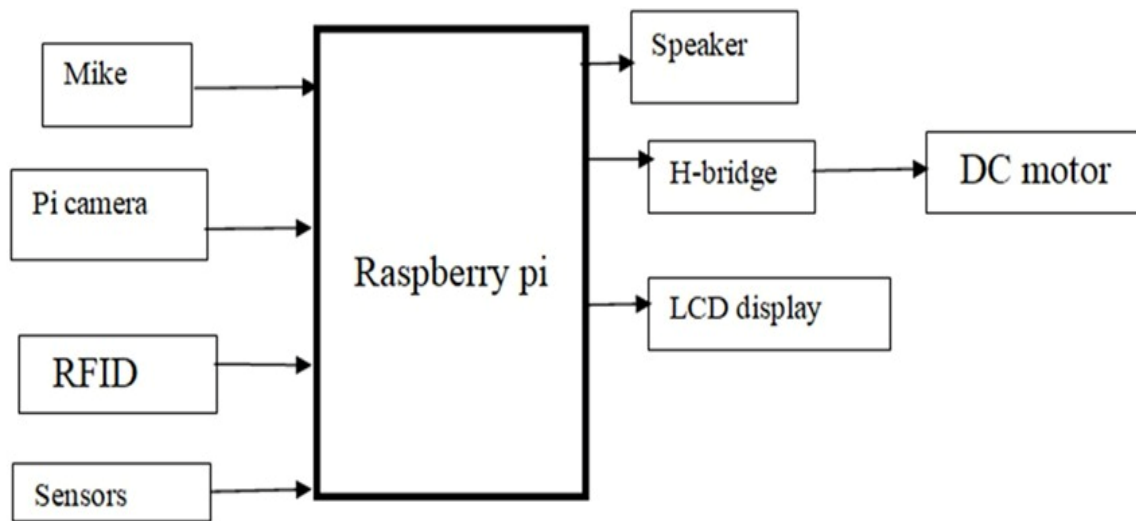 Mike
Pi camera
RFID
Sensors
Raspberry pi
Speaker
H-bridge
DC motor
LCD display